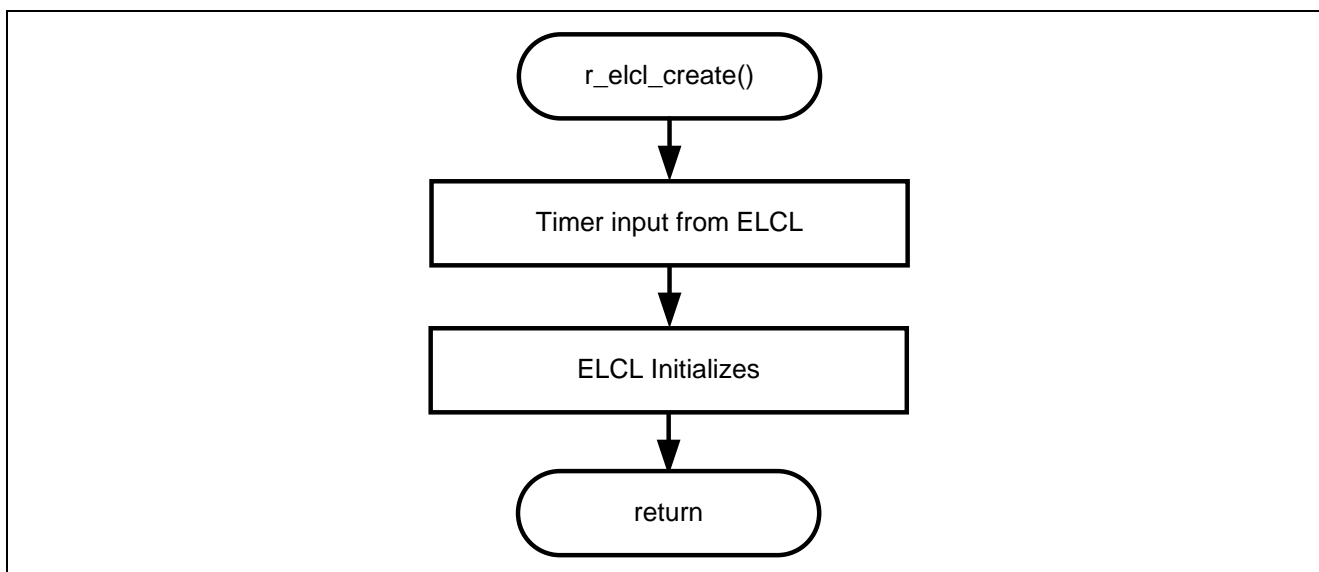 r_elcl_create()
Timer input from ELCL
ELCL Initializes
return